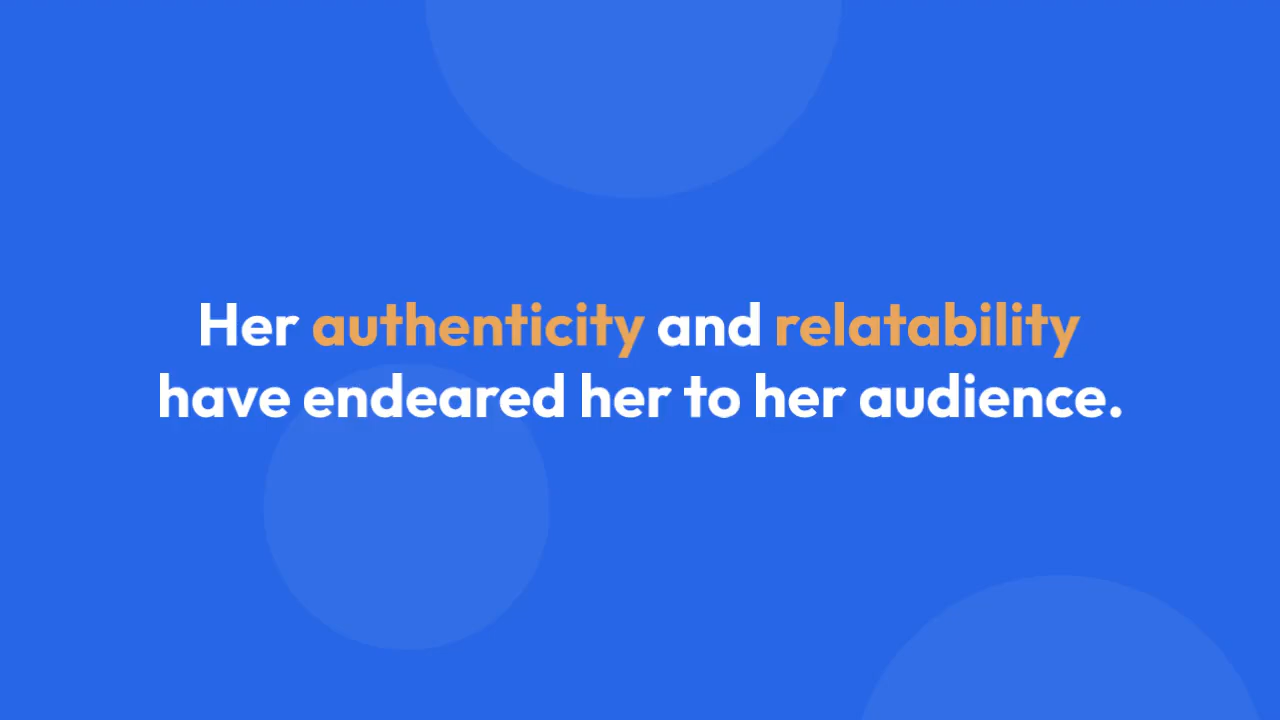 Her authenticity and relatability
have endeared her to her audience.